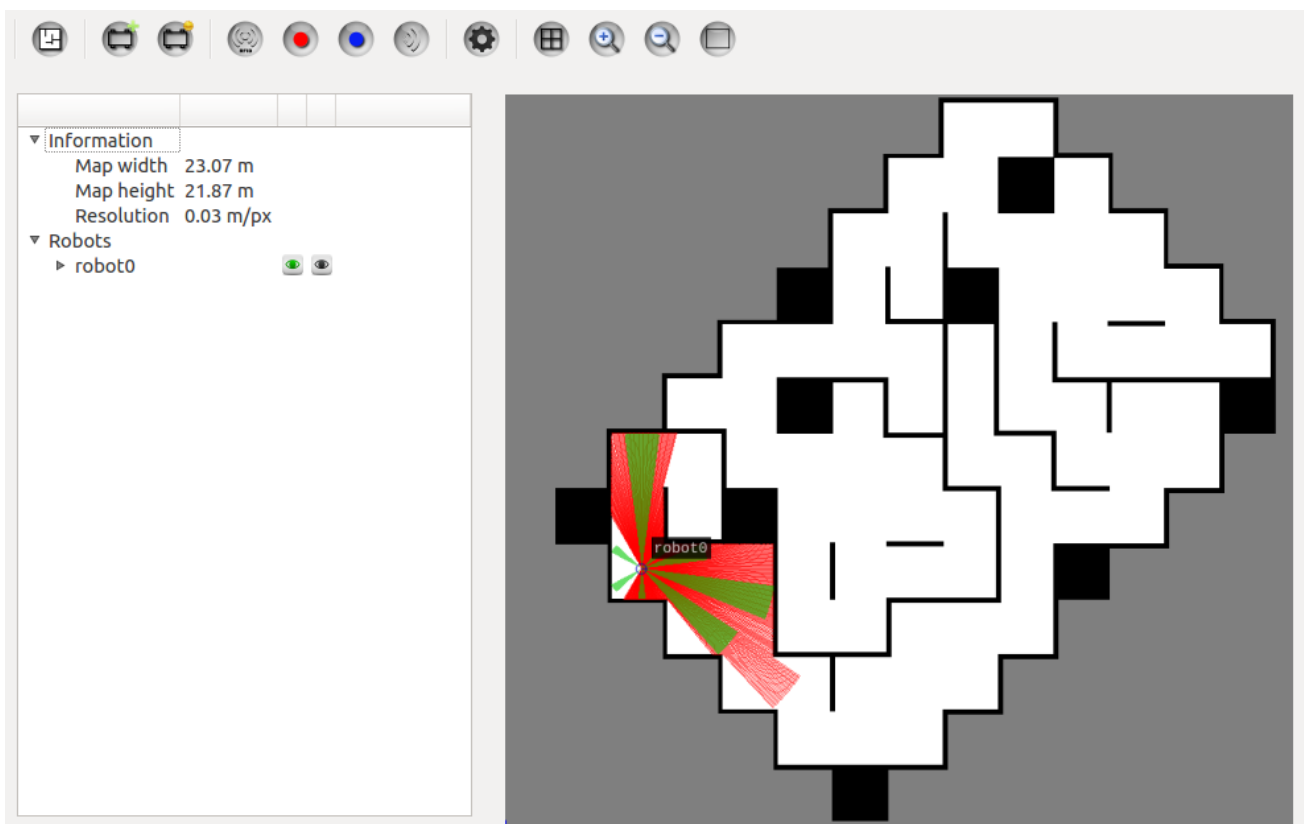 Information
Map width 23.07 m
Map height 21.87 m
Resolution 0.03 m/px
Robots
robot0
robot0